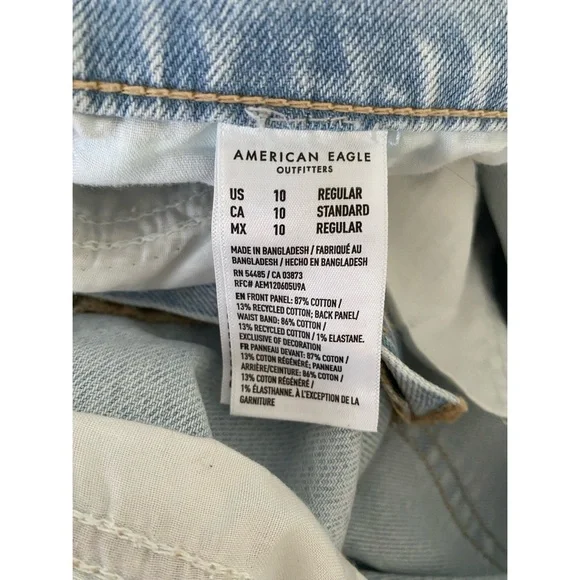 AMERICAN EAGLE
OUTFITTERS
US 10 REGULAR
CA 10 STANDARD
MX 10 REGULAR
MADE IN BANGLADESH / FABRIQUÉ AU
BANGLADESH / HECHO EN BANGLADESH
RN 54485 / CA 03873
RFC# AEM120605U9A
EN FRONT PANEL: 87% COTTON /
13% RECYCLED COTTON; BACK PANEL/
WAIST BAND: 86% COTTON /
13% RECYCLED COTTON / 1% ELASTANE.
EXCLUSIVE OF DECORATION
FR PANNEAU DEVANT: 87% COTON /
13% COTON RÉGÉNÉRÉ; PANNEAU
ARRIÈRE/CEINTURE: 86% COTON /
13% COTON RÉGÉNÉRÉ /
1% ÉLASTHANNE. À L'EXCEPTION DE LA
GARNITURE